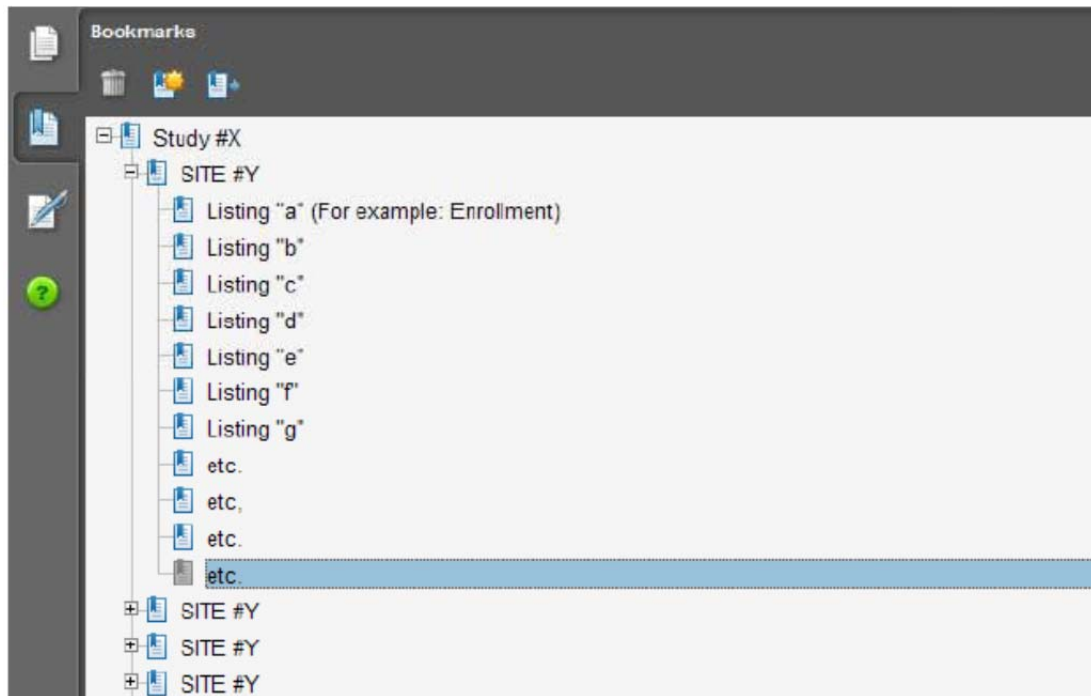 Bookmarks
Study #X
SITE #Y
Listing "a" (For example: Enrollment)
Listing "b"
Listing "c"
Listing "d"
Listing "e"
Listing "f"
Listing "g"
etc.
etc,
etc.
etc.
SITE #Y
SITE #Y
SITE #Y